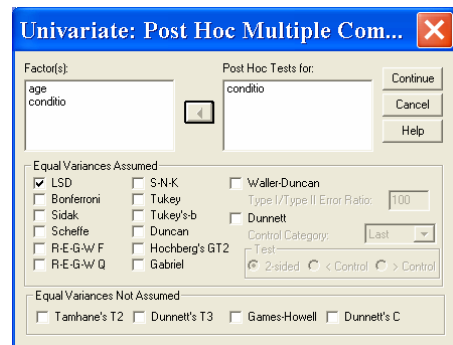 Univariate: Post Hoc Multiple Com...
Factor(s):
age
conditio
Post Hoc Tests for:
conditio
Continue
Cancel
Help
Equal Variances Assumed
LSD S-N-K Waller-Duncan
Bonferroni Tukey Type I/Type II Error Ratio: 100
Sidak Tukey's-b Dunnett
Scheffe Duncan Control Category: Last
R-E-G-W F Hochberg's GT2 Test
R-E-G-W Q Gabriel 2-sided < Control > Control
Equal Variances Not Assumed
Tamhane's T2 Dunnett's T3 Games-Howell Dunnett's C